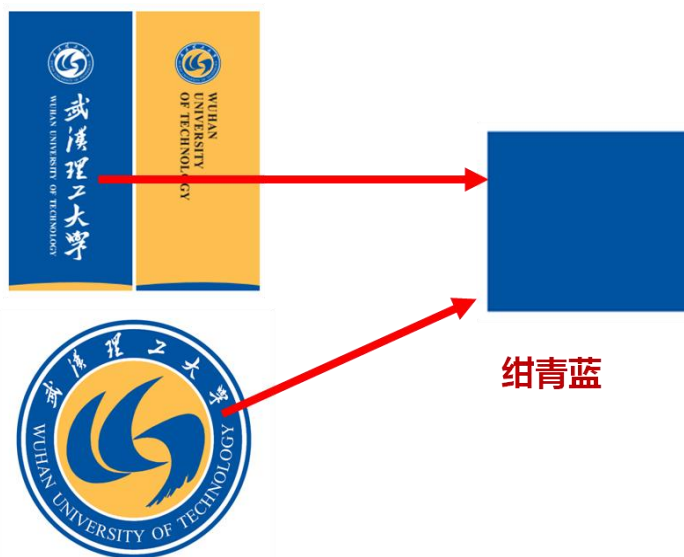 武漢理工大學
WUHAN UNIVERSITY OF TECHNOLOGY
WUHAN
UNIVERSITY
OF TECHNOLOGY
绀青蓝
武漢理工大學
WUHAN UNIVERSITY OF TECHNOLOGY